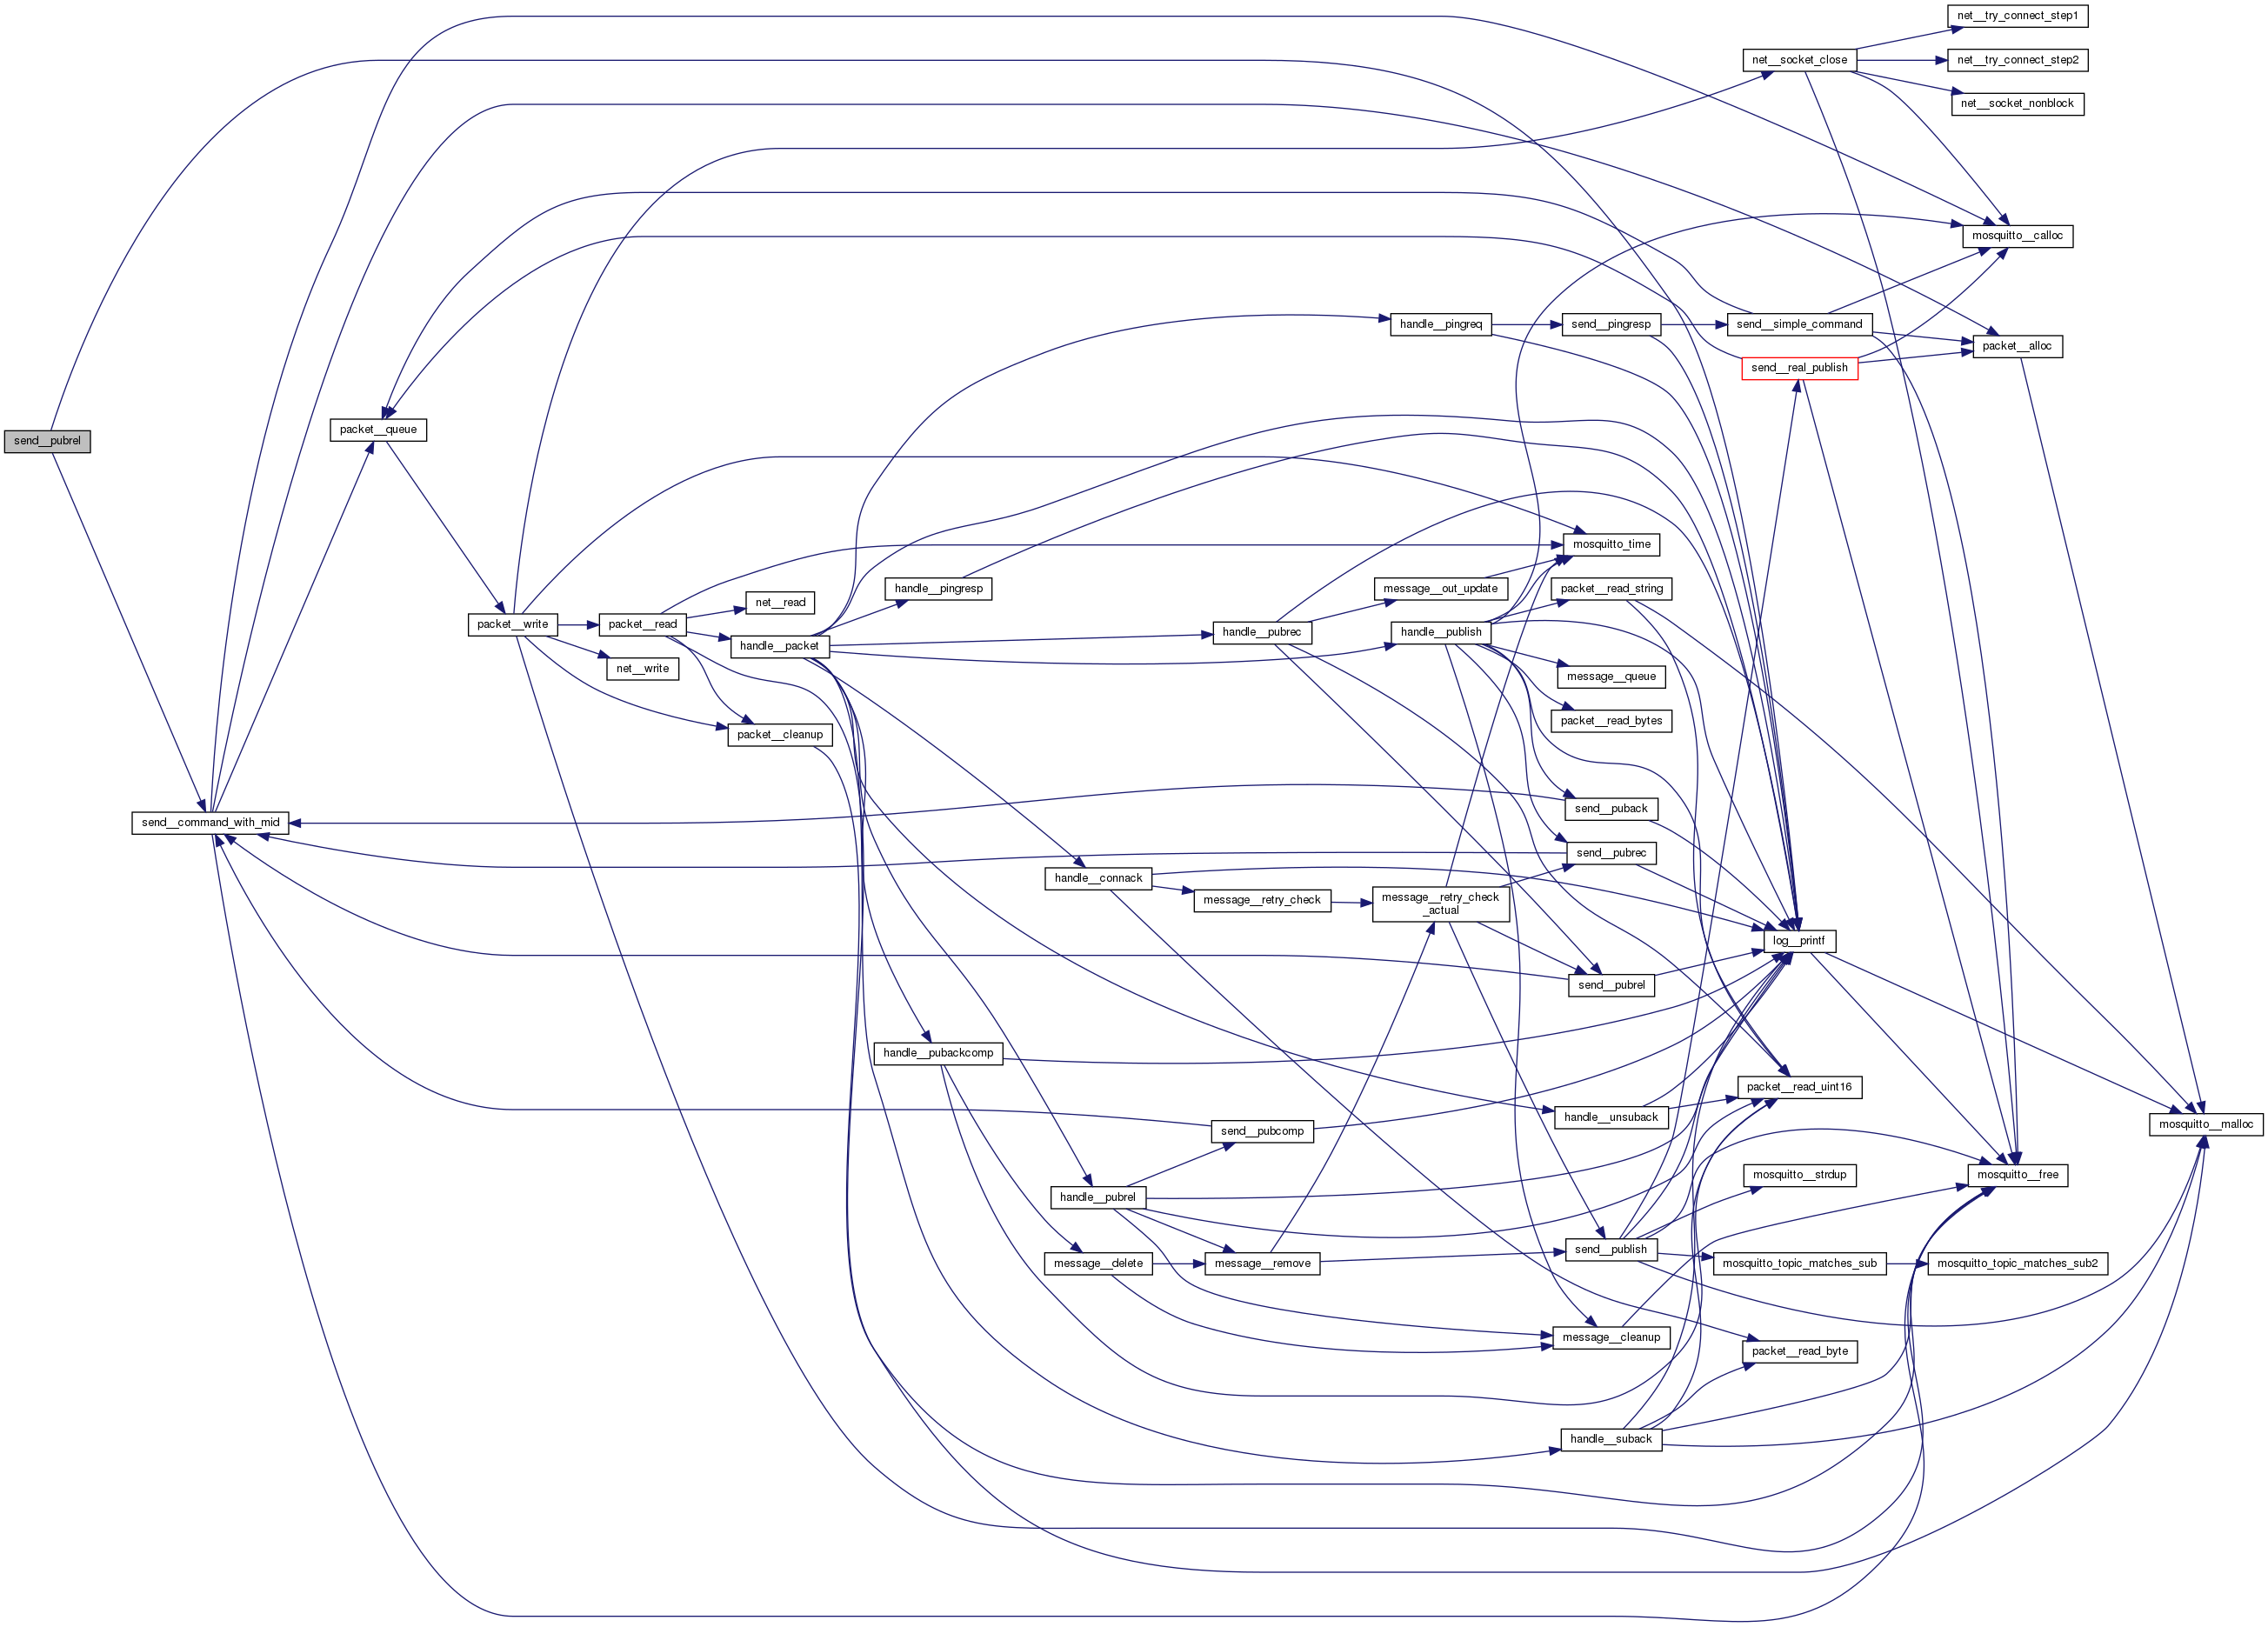 net__try_connect_step1
net__socket_close
net__try_connect_step2
net__socket_nonblock
mosquitto__calloc
handle__pingreq
send__pingresp
send__simple_command
packet__alloc
send__real_publish
packet__queue
send__pubrel
mosquitto_time
handle__pingresp
message__out_update
packet__read_string
net__read
packet__write
packet__read
handle__packet
handle__pubrec
handle__publish
net__write
message__queue
packet__read_bytes
packet__cleanup
send__puback
send__command_with_mid
send__pubrec
handle__connack
message__retry_check
message__retry_check
_actual
log__printf
send__pubrel
handle__pubackcomp
packet__read_uint16
handle__unsuback
send__pubcomp
mosquitto__malloc
mosquitto__strdup
mosquitto__free
handle__pubrel
send__publish
message__delete
message__remove
mosquitto_topic_matches_sub
mosquitto_topic_matches_sub2
message__cleanup
packet__read_byte
handle__suback